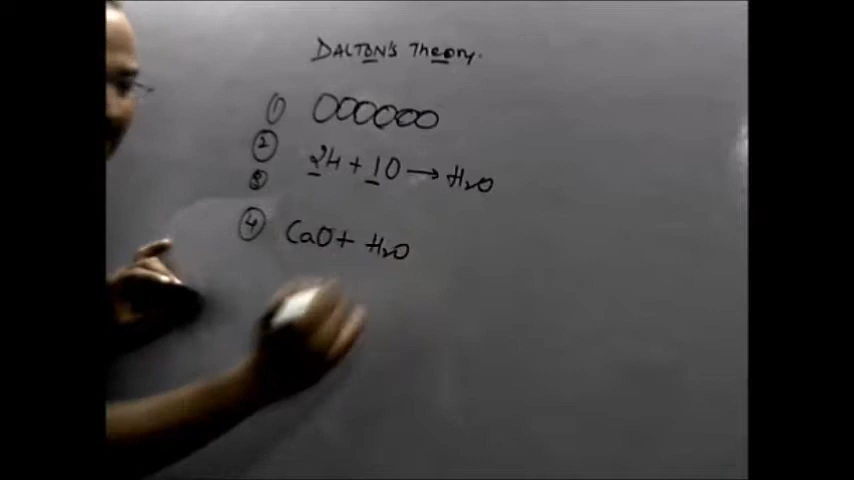 DALTON'S Theory.
① OOOOOO
②
2H + 1O → H₂O
③
④ CaO + H₂O